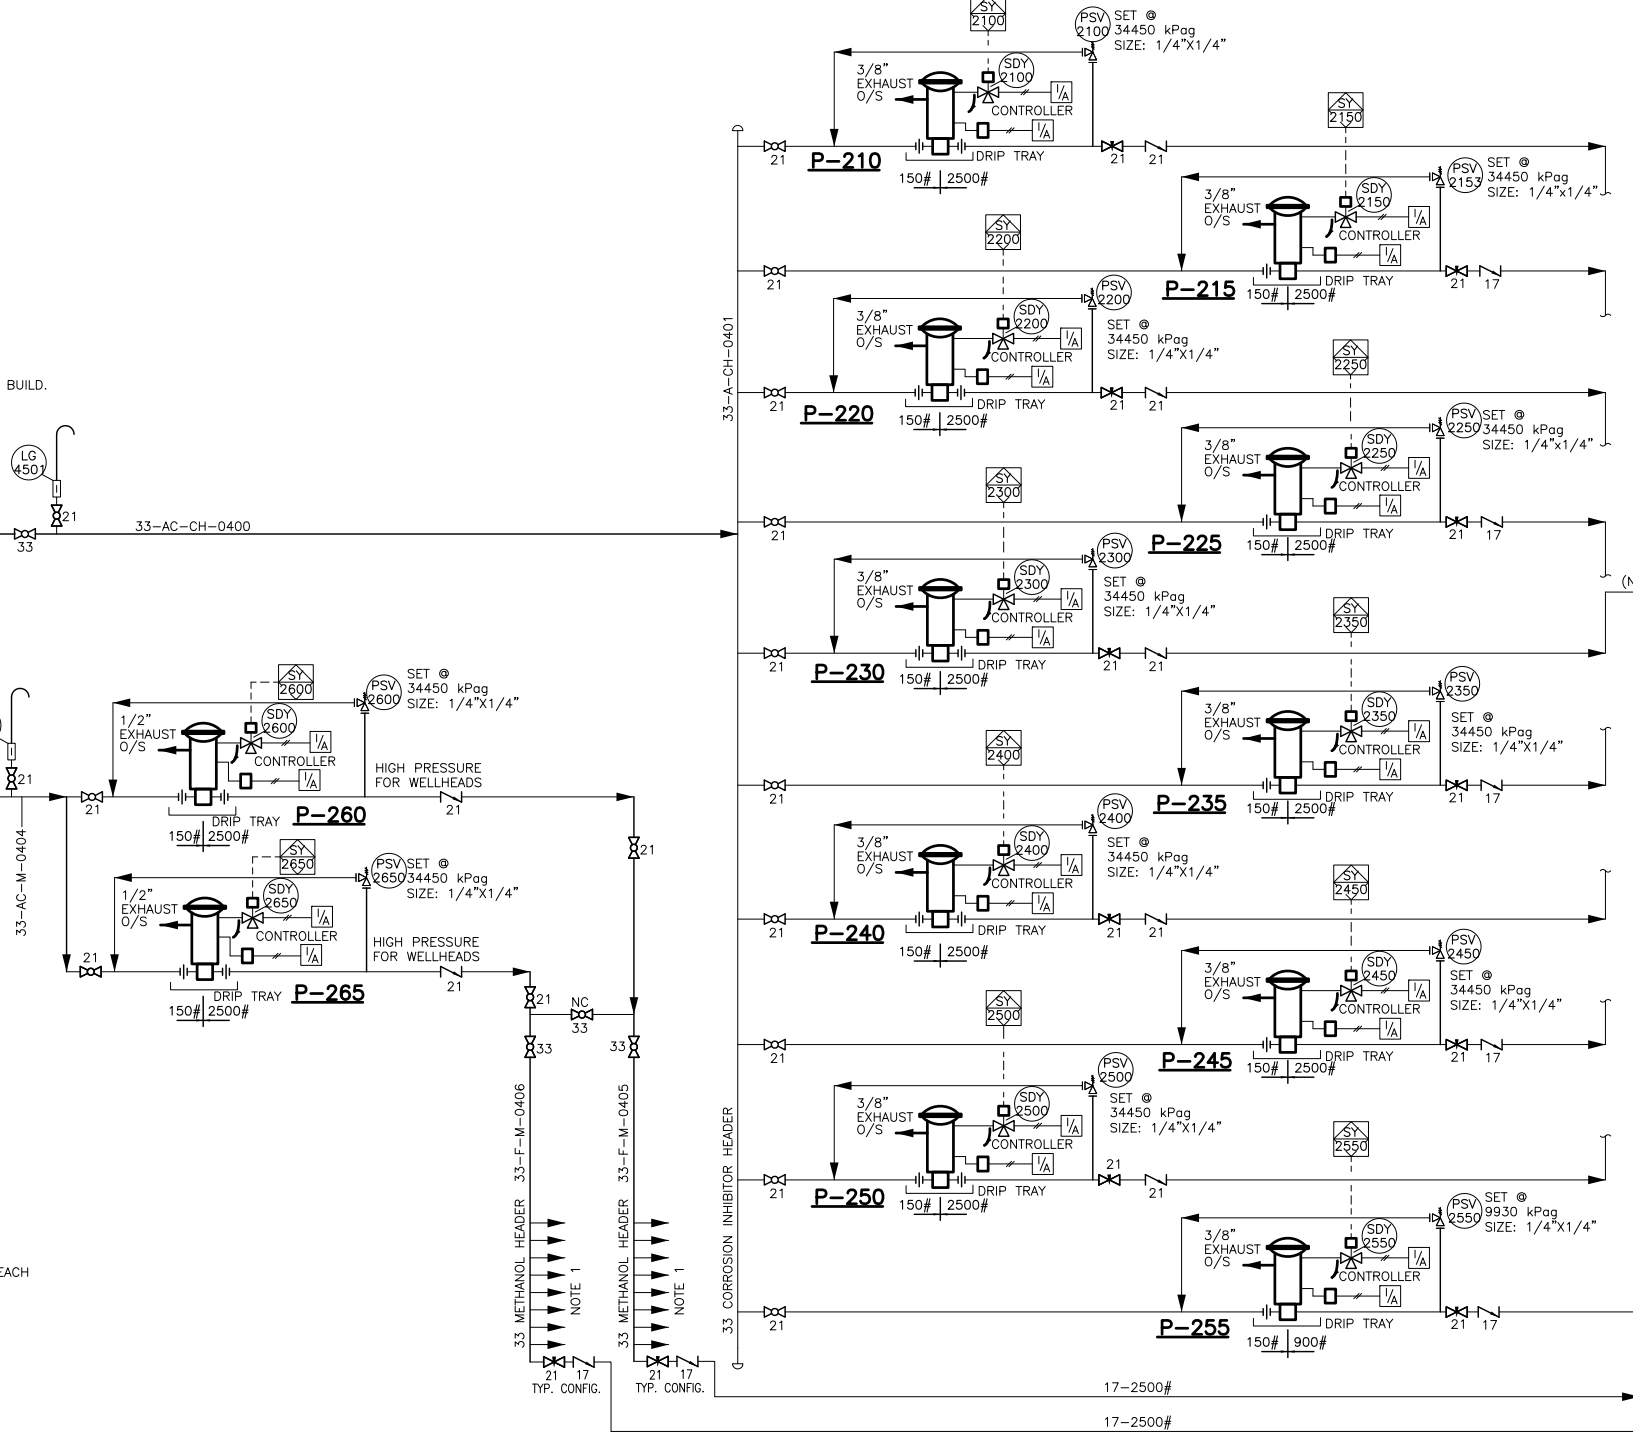 SY
2100
PSV
2100
SET @
34450 kPag
SIZE: 1/4"X1/4"
3/8"
EXHAUST
O/S
SDY
2100
I/A
CONTROLLER
I/A
21
P-210
DRIP TRAY
150# 2500#
21
21
SY
2150
PSV
2153
SET @
34450 kPag
SIZE: 1/4"x1/4"
3/8"
EXHAUST
O/S
SDY
2150
I/A
CONTROLLER
I/A
21
P-215
DRIP TRAY
150# 2500#
21
17
SY
2200
PSV
2200
SET @
34450 kPag
SIZE: 1/4"X1/4"
3/8"
EXHAUST
O/S
SDY
2200
I/A
CONTROLLER
I/A
21
P-220
DRIP TRAY
150# 2500#
21
21
33-A-CH-0401
SY
2250
PSV
2250
SET @
34450 kPag
SIZE: 1/4"x1/4"
3/8"
EXHAUST
O/S
SDY
2250
I/A
CONTROLLER
I/A
21
P-225
DRIP TRAY
150# 2500#
21
17
BUILD.
LG
4501
21
33
33-AC-CH-0400
SY
2300
PSV
2300
SET @
34450 kPag
SIZE: 1/4"X1/4"
3/8"
EXHAUST
O/S
SDY
2300
I/A
CONTROLLER
I/A
21
P-230
DRIP TRAY
150# 2500#
21
21
(N
SY
2350
PSV
2350
SET @
34450 kPag
SIZE: 1/4"X1/4"
3/8"
EXHAUST
O/S
SDY
2350
I/A
CONTROLLER
I/A
21
P-235
DRIP TRAY
150# 2500#
21
17
SY
2600
PSV
2600
SET @
34450 kPag
SIZE: 1/4"X1/4"
1/2"
EXHAUST
O/S
SDY
2600
I/A
CONTROLLER
I/A
HIGH PRESSURE
FOR WELLHEADS
21
21
DRIP TRAY
P-260
150# 2500#
21
33-AC-M-0404
21
SY
2650
PSV
2650
SET @
34450 kPag
SIZE: 1/4"X1/4"
1/2"
EXHAUST
O/S
SDY
2650
I/A
CONTROLLER
I/A
HIGH PRESSURE
FOR WELLHEADS
21
DRIP TRAY
P-265
150# 2500#
21
21
NC
33
33
33
SY
2400
PSV
2400
SET @
34450 kPag
SIZE: 1/4"X1/4"
3/8"
EXHAUST
O/S
SDY
2400
I/A
CONTROLLER
I/A
21
P-240
DRIP TRAY
150# 2500#
21
21
SY
2450
PSV
2450
SET @
34450 kPag
SIZE: 1/4"X1/4"
3/8"
EXHAUST
O/S
SDY
2450
I/A
CONTROLLER
I/A
21
P-245
DRIP TRAY
150# 2500#
21
17
SY
2500
PSV
2500
SET @
34450 kPag
SIZE: 1/4"X1/4"
3/8"
EXHAUST
O/S
SDY
2500
I/A
CONTROLLER
I/A
21
P-250
DRIP TRAY
150# 2500#
21
21
SY
2550
PSV
2550
SET @
9930 kPag
SIZE: 1/4"X1/4"
3/8"
EXHAUST
O/S
SDY
2550
I/A
CONTROLLER
I/A
21
P-255
DRIP TRAY
150# 900#
21
17
33 CORROSION INHIBITOR HEADER
33 METHANOL HEADER 33-F-M-0406
NOTE 1
33 METHANOL HEADER 33-F-M-0405
NOTE 1
EACH
21
17
TYP. CONFIG.
21
17
TYP. CONFIG.
17-2500#
17-2500#